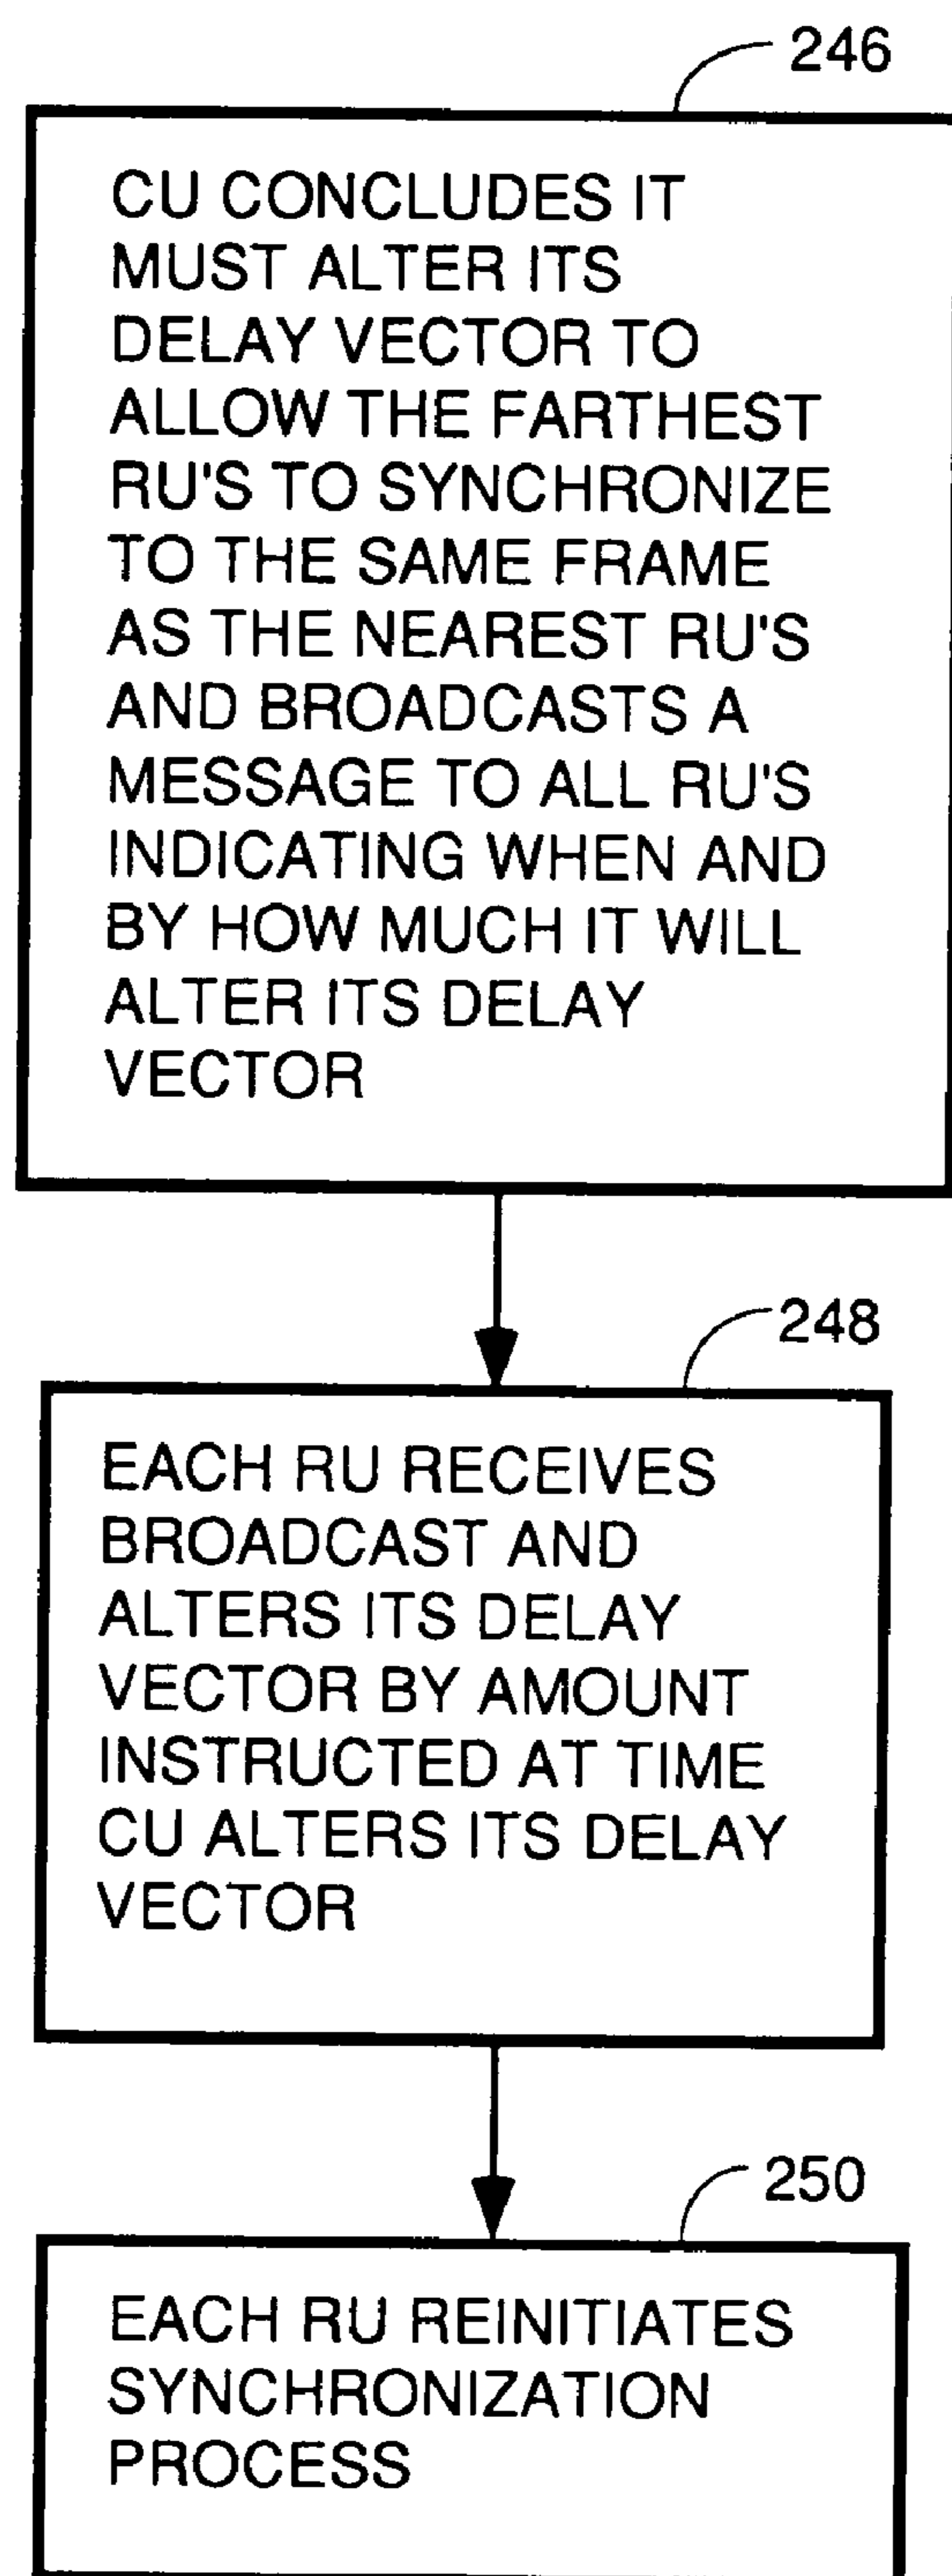 246
CU CONCLUDES IT
MUST ALTER ITS
DELAY VECTOR TO
ALLOW THE FARTHEST
RU'S TO SYNCHRONIZE
TO THE SAME FRAME
AS THE NEAREST RU'S
AND BROADCASTS A
MESSAGE TO ALL RU'S
INDICATING WHEN AND
BY HOW MUCH IT WILL
ALTER ITS DELAY
VECTOR
248
EACH RU RECEIVES
BROADCAST AND
ALTERS ITS DELAY
VECTOR BY AMOUNT
INSTRUCTED AT TIME
CU ALTERS ITS DELAY
VECTOR
250
EACH RU REINITIATES
SYNCHRONIZATION
PROCESS